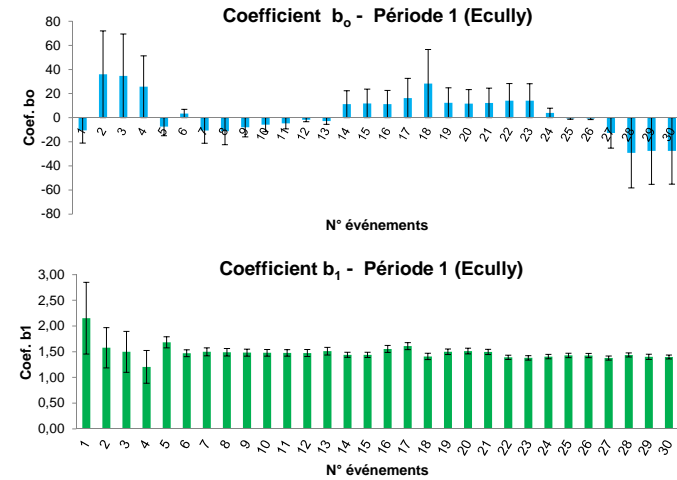 Coefficient bo - Période 1 (Ecully)
80
60
40
20
0
-20
-40
-60
-80
Coef. bo
1 2 3 4 5 6 7 8 9 10 11 12 13 14 15 16 17 18 19 20 21 22 23 24 25 26 27 28 29 30
N° événements
Coefficient b1 - Période 1 (Ecully)
3,00
2,50
2,00
1,50
1,00
0,50
0,00
Coef. b1
1 2 3 4 5 6 7 8 9 10 11 12 13 14 15 16 17 18 19 20 21 22 23 24 25 26 27 28 29 30
N° événements